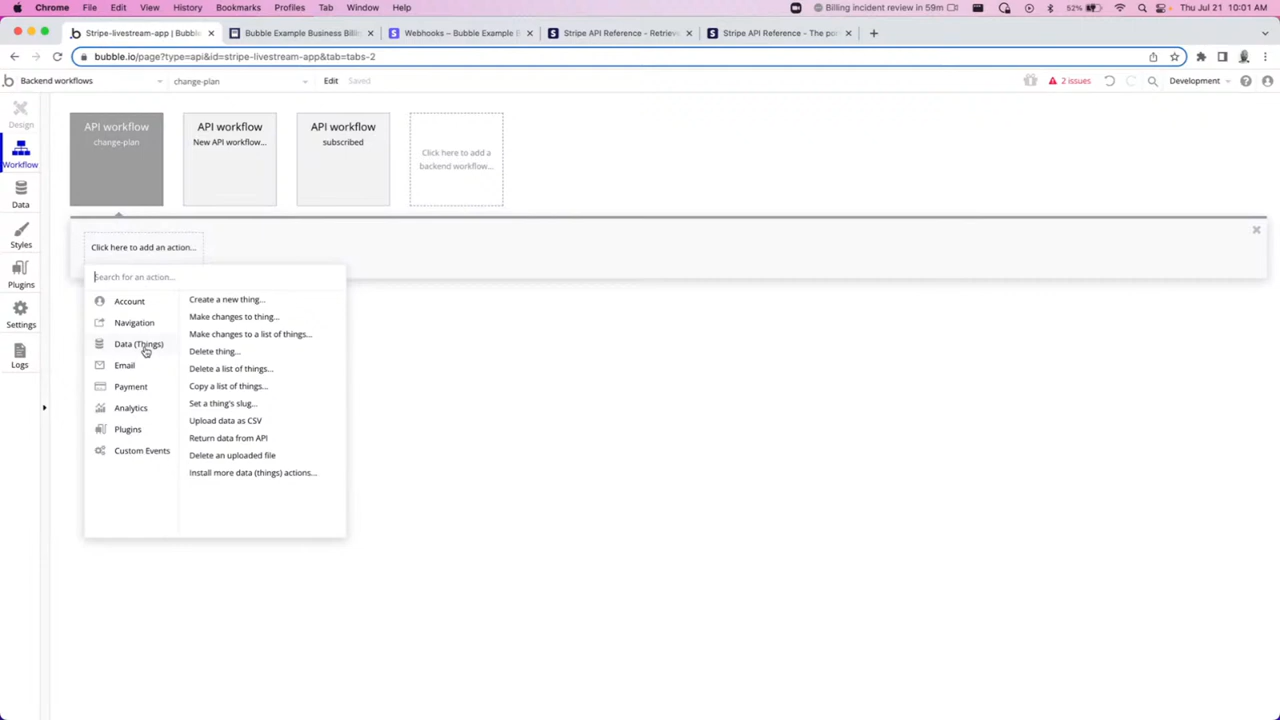 Chrome File Edit View History Bookmarks Profiles Tab Window Help
Billing incident review in 59m
52%
Thu Jul 21 10:01 AM
Stripe-livestream-app | Bubble
Bubble Example Business Billi
Webhooks – Bubble Example B
Stripe API Reference - Retrieve
Stripe API Reference - The por
bubble.io/page?type=api&id=stripe-livestream-app&tab=tabs-2
Backend workflows
change-plan
Edit
Saved
2 issues
Development
Design
Workflow
Data
Styles
Plugins
Settings
Logs
API workflow
change-plan
API workflow
New API workflow...
API workflow
subscribed
Click here to add a
backend workflow...
Click here to add an action...
Search for an action...
Account
Navigation
Data (Things)
Email
Payment
Analytics
Plugins
Custom Events
Create a new thing...
Make changes to thing...
Make changes to a list of things...
Delete thing...
Delete a list of things...
Copy a list of things...
Set a thing's slug...
Upload data as CSV
Return data from API
Delete an uploaded file
Install more data (things) actions...